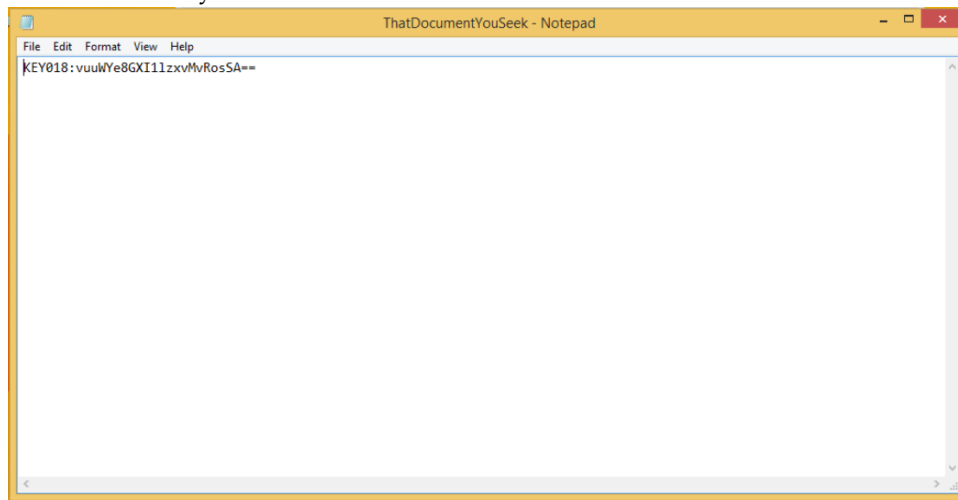 ThatDocumentYouSeek - Notepad
File Edit Format View Help
KEY018:vuuWYe8GXI1lzxvMvRosSA==